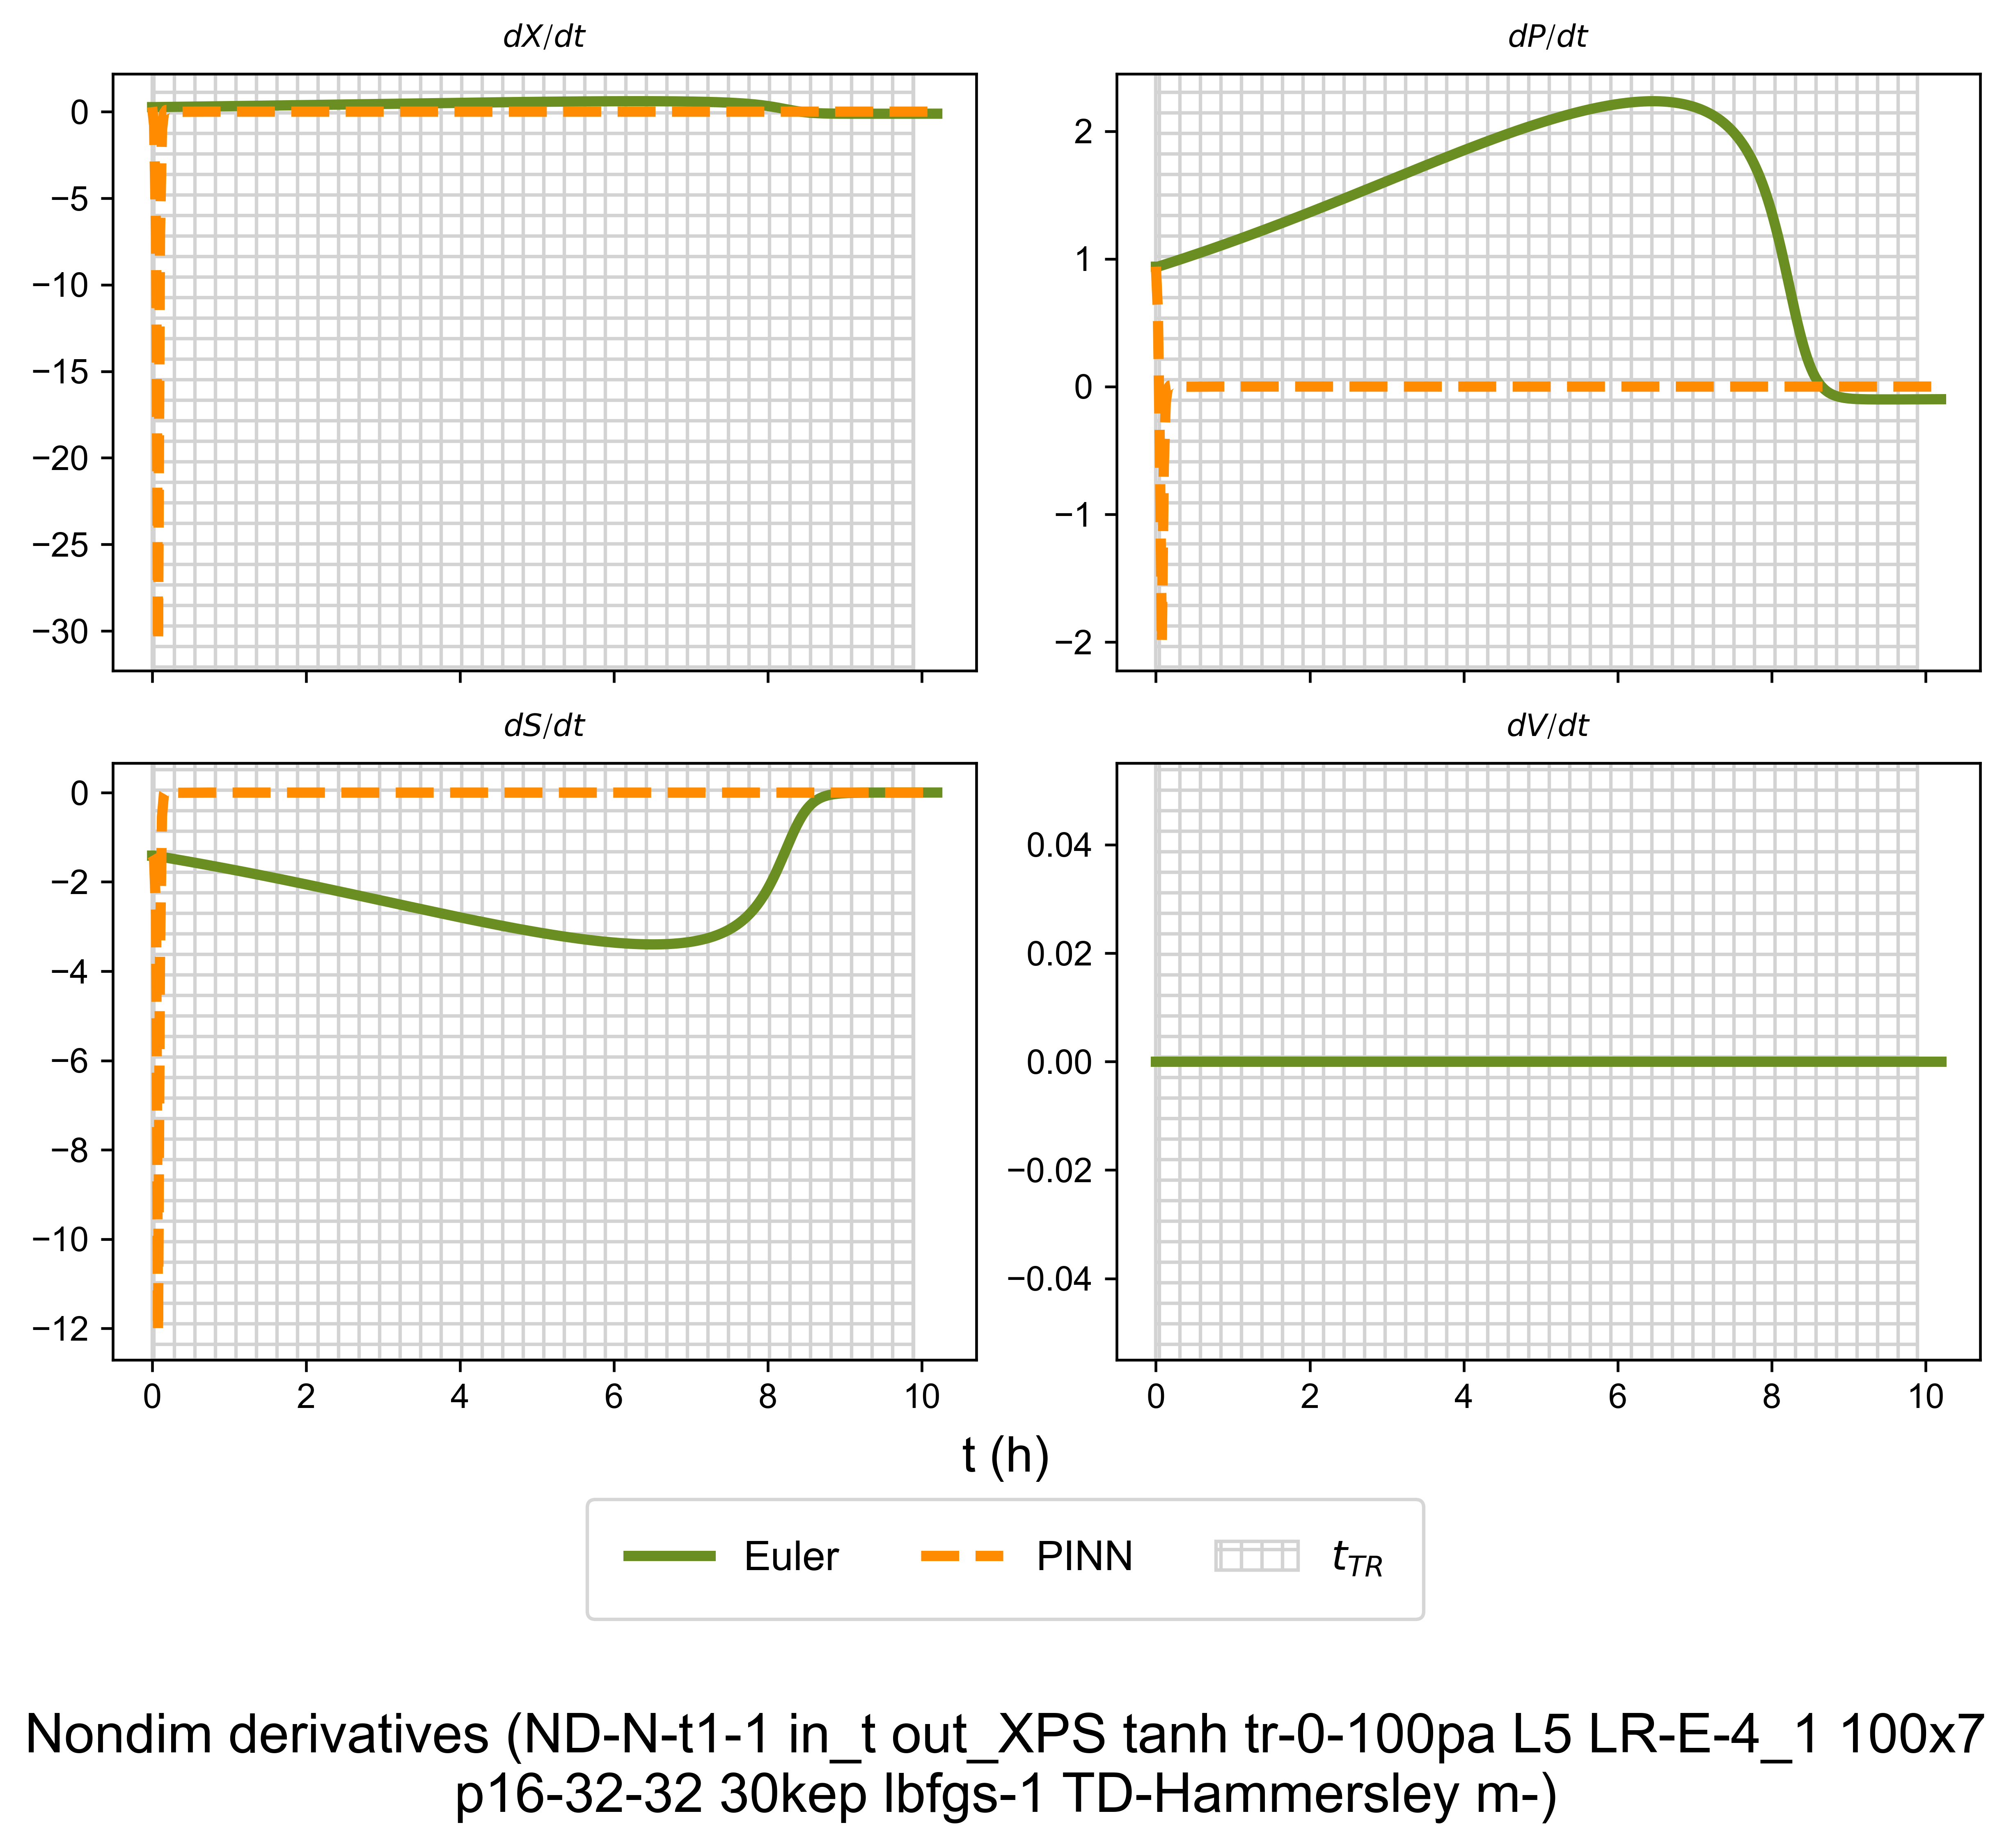 dX/dt
dP/dt
0
−5
−10
−15
−20
−25
−30
2
1
0
−1
−2
dS/dt
dV/dt
0
−2
−4
−6
−8
−10
−12
0.04
0.02
0.00
−0.02
−0.04
0 2 4 6 8 10
0 2 4 6 8 10
t (h)
Euler PINN t_TR
Nondim derivatives (ND-N-t1-1 in_t out_XPS tanh tr-0-100pa L5 LR-E-4_1 100x7
p16-32-32 30kep lbfgs-1 TD-Hammersley m-)